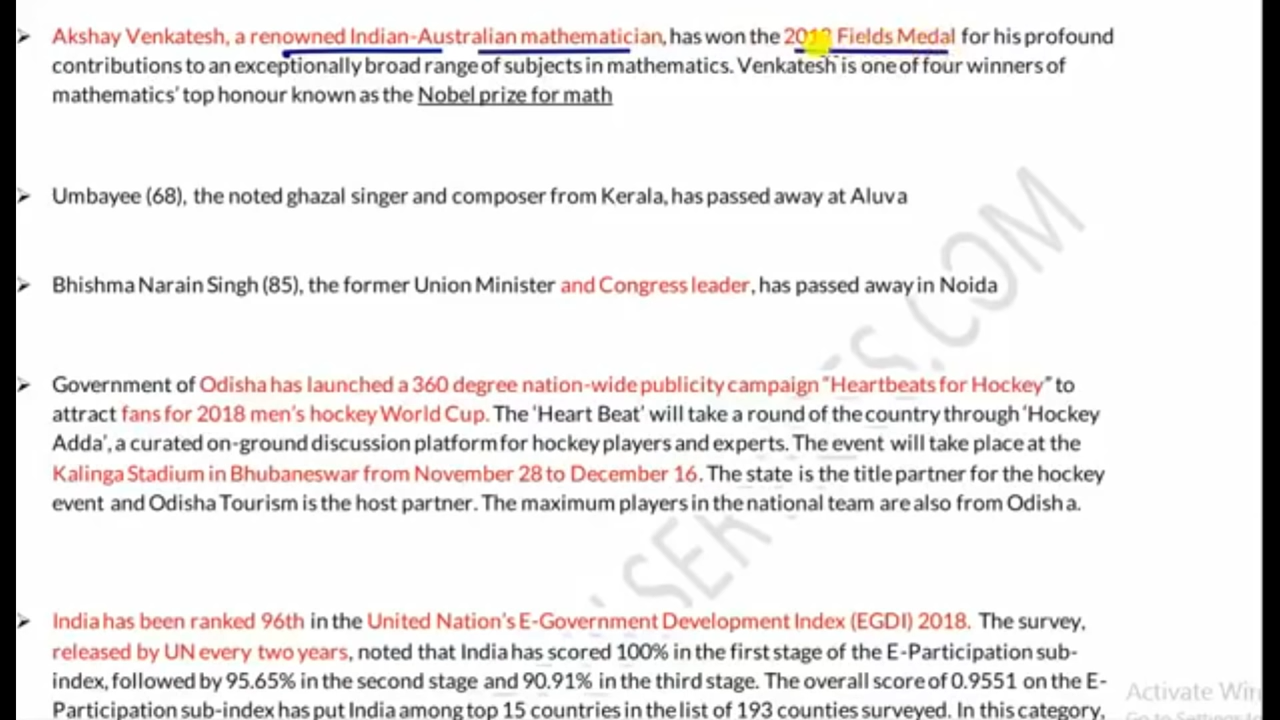 Akshay Venkatesh, a renowned Indian-Australian mathematician, has won the 2018 Fields Medal for his profound
contributions to an exceptionally broad range of subjects in mathematics. Venkatesh is one of four winners of
mathematics' top honour known as the Nobel prize for math
Umbayee (68), the noted ghazal singer and composer from Kerala, has passed away at Aluva
Bhishma Narain Singh (85), the former Union Minister and Congress leader, has passed away in Noida
Government of Odisha has launched a 360 degree nation-wide publicity campaign "Heartbeats for Hockey" to
attract fans for 2018 men's hockey World Cup. The 'Heart Beat' will take a round of the country through 'Hockey
Adda', a curated on-ground discussion platform for hockey players and experts. The event will take place at the
Kalinga Stadium in Bhubaneswar from November 28 to December 16. The state is the title partner for the hockey
event and Odisha Tourism is the host partner. The maximum players in the national team are also from Odisha.
India has been ranked 96th in the United Nation's E-Government Development Index (EGDI) 2018. The survey,
released by UN every two years, noted that India has scored 100% in the first stage of the E-Participation sub-
index, followed by 95.65% in the second stage and 90.91% in the third stage. The overall score of 0.9551 on the E-
Participation sub-index has put India among top 15 countries in the list of 193 counties surveyed. In this category,
.COM
Activate Win